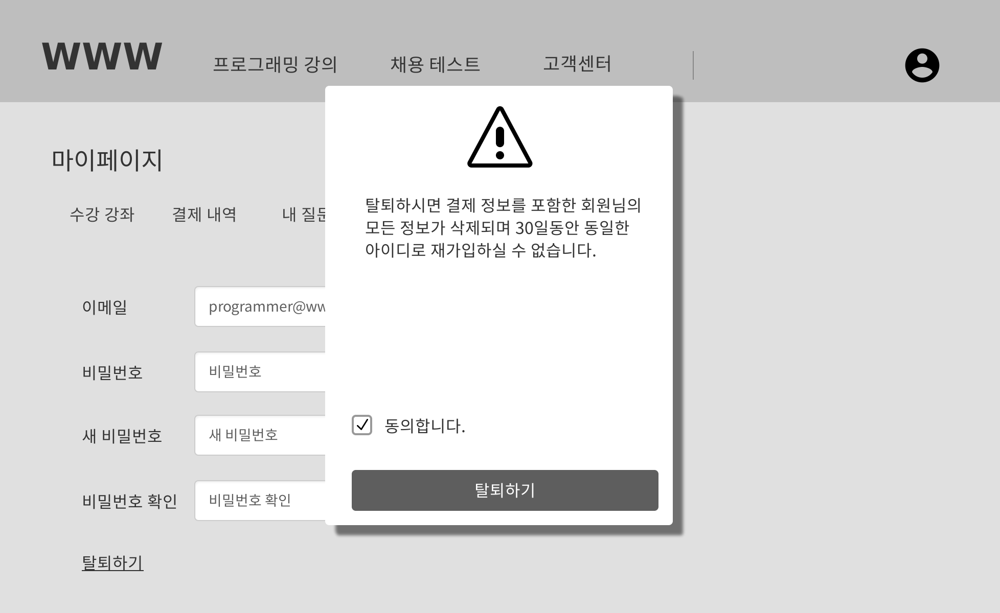 www
프로그래밍 강의
채용 테스트
고객센터
마이페이지
수강 강좌
결제 내역
내 질문
탈퇴하시면 결제 정보를 포함한 회원님의
모든 정보가 삭제되며 30일동안 동일한
아이디로 재가입하실 수 없습니다.
이메일
programmer@ww
비밀번호
비밀번호
새 비밀번호
새 비밀번호
동의합니다.
비밀번호 확인
비밀번호 확인
탈퇴하기
탈퇴하기